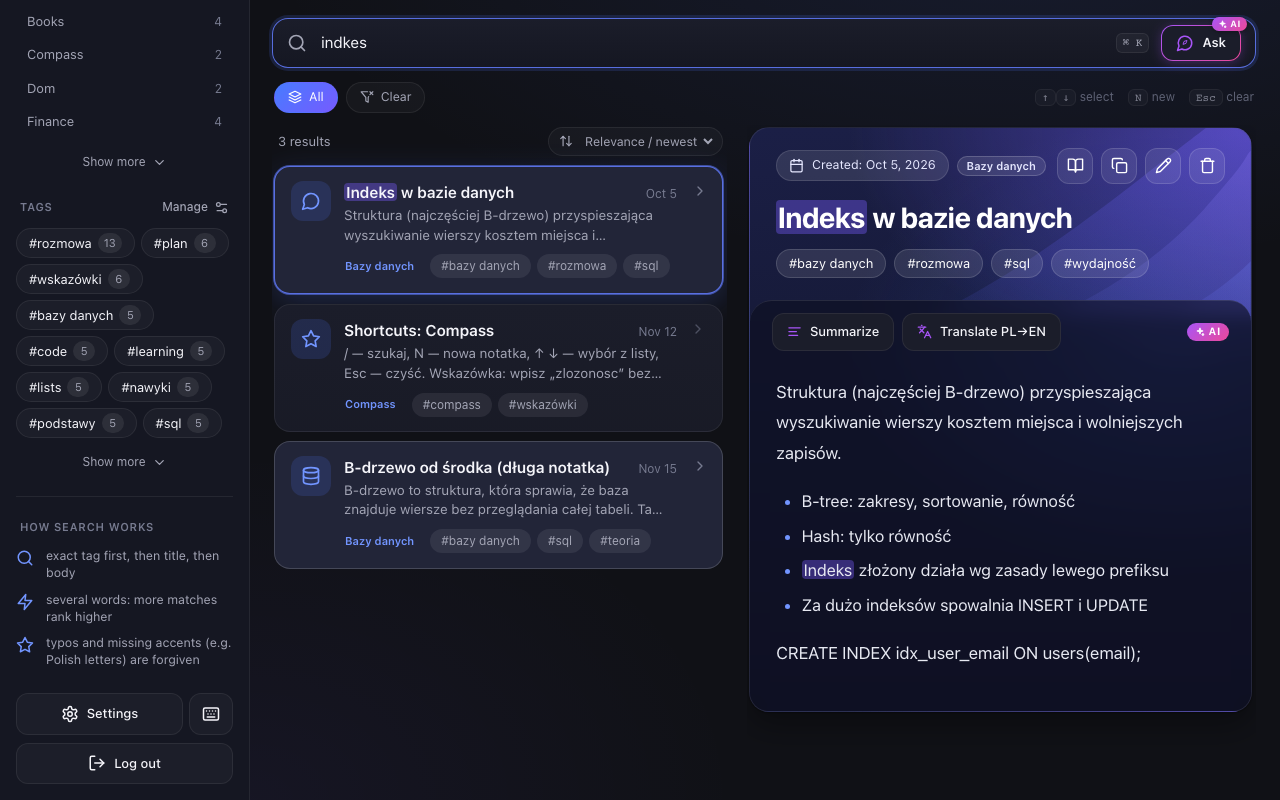 Books 4
Compass 2
Dom 2
Finance 4
Show more
TAGS Manage
#rozmowa 13 #plan 6
#wskazówki 6
#bazy danych 5
#code 5 #learning 5
#lists 5 #nawyki 5
#podstawy 5 #sql 5
Show more
HOW SEARCH WORKS
exact tag first, then title, then
body
several words: more matches
rank higher
typos and missing accents (e.g.
Polish letters) are forgiven
Settings
Log out
indkes ⌘ K Ask AI
All Clear ↑ ↓ select N new Esc clear
3 results Relevance / newest
Indeks w bazie danych Oct 5
Struktura (najczęściej B-drzewo) przyspieszająca
wyszukiwanie wierszy kosztem miejsca i…
Bazy danych #bazy danych #rozmowa #sql
Shortcuts: Compass Nov 12
/ — szukaj, N — nowa notatka, ↑ ↓ — wybór z listy,
Esc — czyść. Wskazówka: wpisz „zlozonosc” bez…
Compass #compass #wskazówki
B-drzewo od środka (długa notatka) Nov 15
B-drzewo to struktura, która sprawia, że baza
znajduje wiersze bez przeglądania całej tabeli. Ta…
Bazy danych #bazy danych #sql #teoria
Created: Oct 5, 2026 Bazy danych
Indeks w bazie danych
#bazy danych #rozmowa #sql #wydajność
Summarize Translate PL→EN AI
Struktura (najczęściej B-drzewo) przyspieszająca
wyszukiwanie wierszy kosztem miejsca i wolniejszych
zapisów.
• B-tree: zakresy, sortowanie, równość
• Hash: tylko równość
• Indeks złożony działa wg zasady lewego prefiksu
• Za dużo indeksów spowalnia INSERT i UPDATE
CREATE INDEX idx_user_email ON users(email);